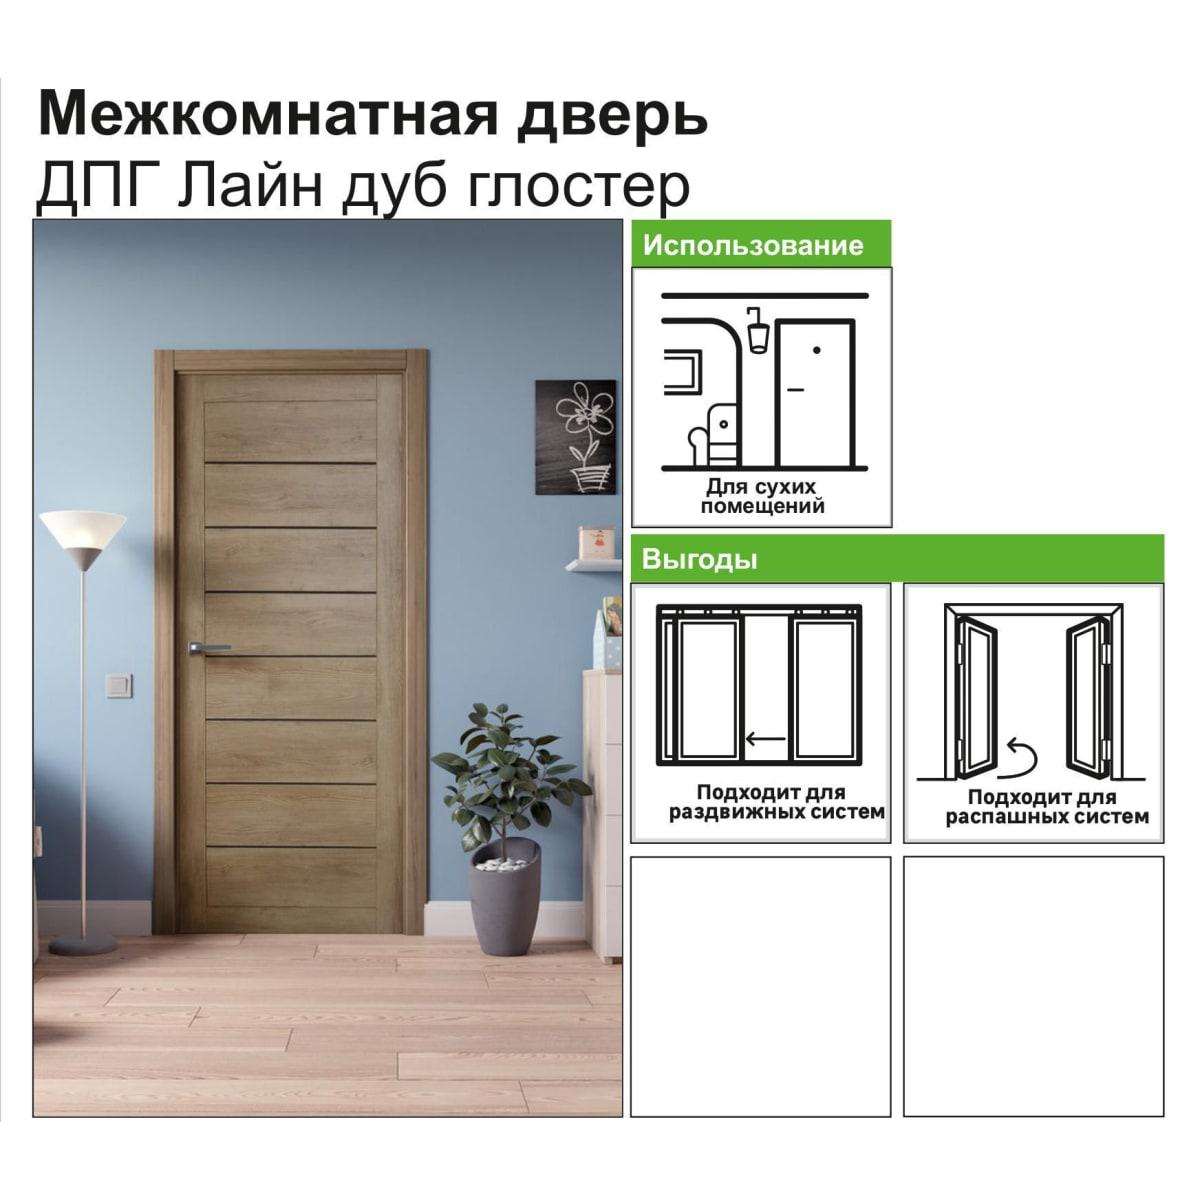 Межкомнатная дверь
ДПГ Лайн дуб глостер
Использование
Для сухих
помещений
Выгоды
Подходит для
раздвижных систем
Подходит для
распашных систем